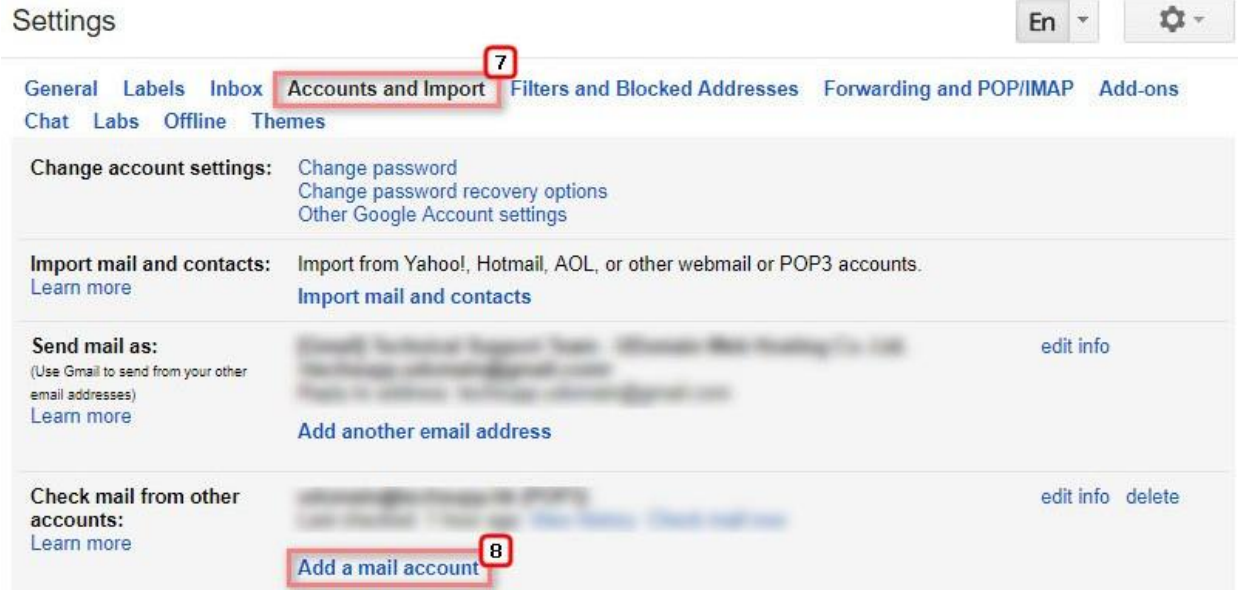 Settings
En
7
General Labels Inbox Accounts and Import Filters and Blocked Addresses Forwarding and POP/IMAP Add-ons
Chat Labs Offline Themes
Change account settings: Change password
Change password recovery options
Other Google Account settings
Import mail and contacts: Import from Yahoo!, Hotmail, AOL, or other webmail or POP3 accounts.
Learn more
Import mail and contacts
Send mail as: edit info
(Use Gmail to send from your other
email addresses)
Learn more
Add another email address
Check mail from other edit info delete
accounts:
Learn more
8
Add a mail account